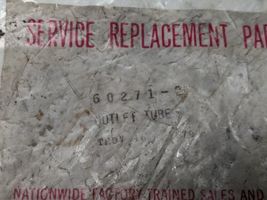 SERVICE REPLACEMENT PA
60271-
OUTLET TUBE
NATIONWIDE FACTORY-TRAINED SALES AND